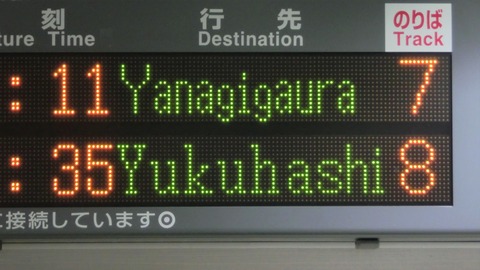 刻 行先 のりば
ture Time Destination Track
: 11 Yanagigaura 7
: 35 Yukuhashi 8
に接続しています◎